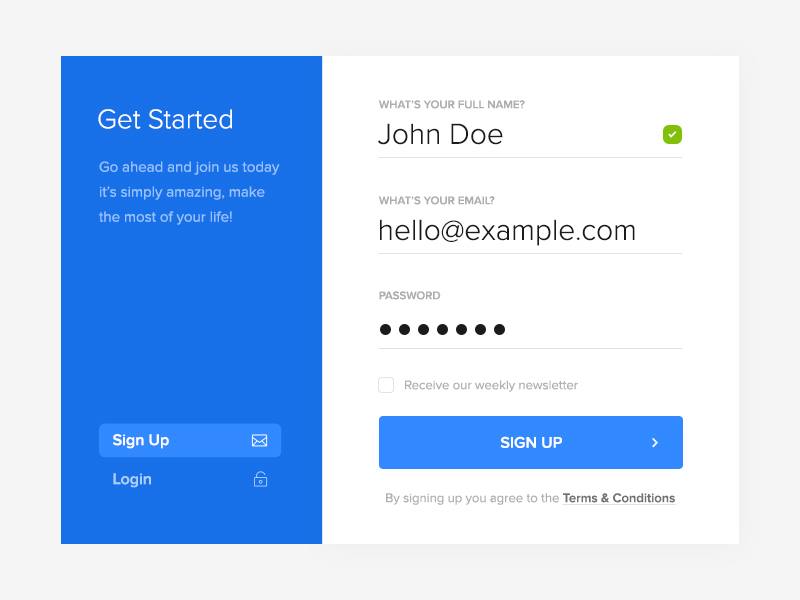 Get Started
Go ahead and join us today
it's simply amazing, make
the most of your life!
Sign Up
Login
WHAT'S YOUR FULL NAME?
John Doe
WHAT'S YOUR EMAIL?
hello@example.com
PASSWORD
Receive our weekly newsletter
SIGN UP
By signing up you agree to the Terms & Conditions